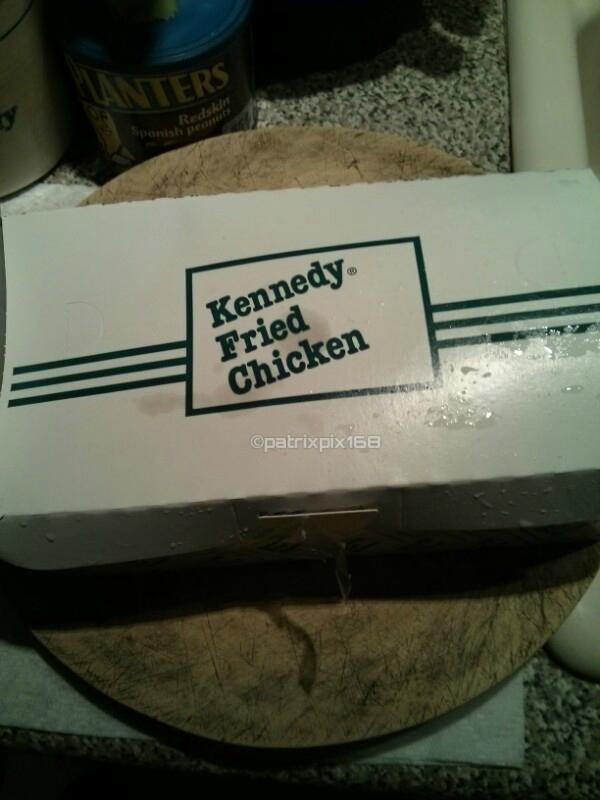 PLANTERS
Redskin
Spanish peanuts
Kennedy®
Fried
Chicken
©patrixpix168